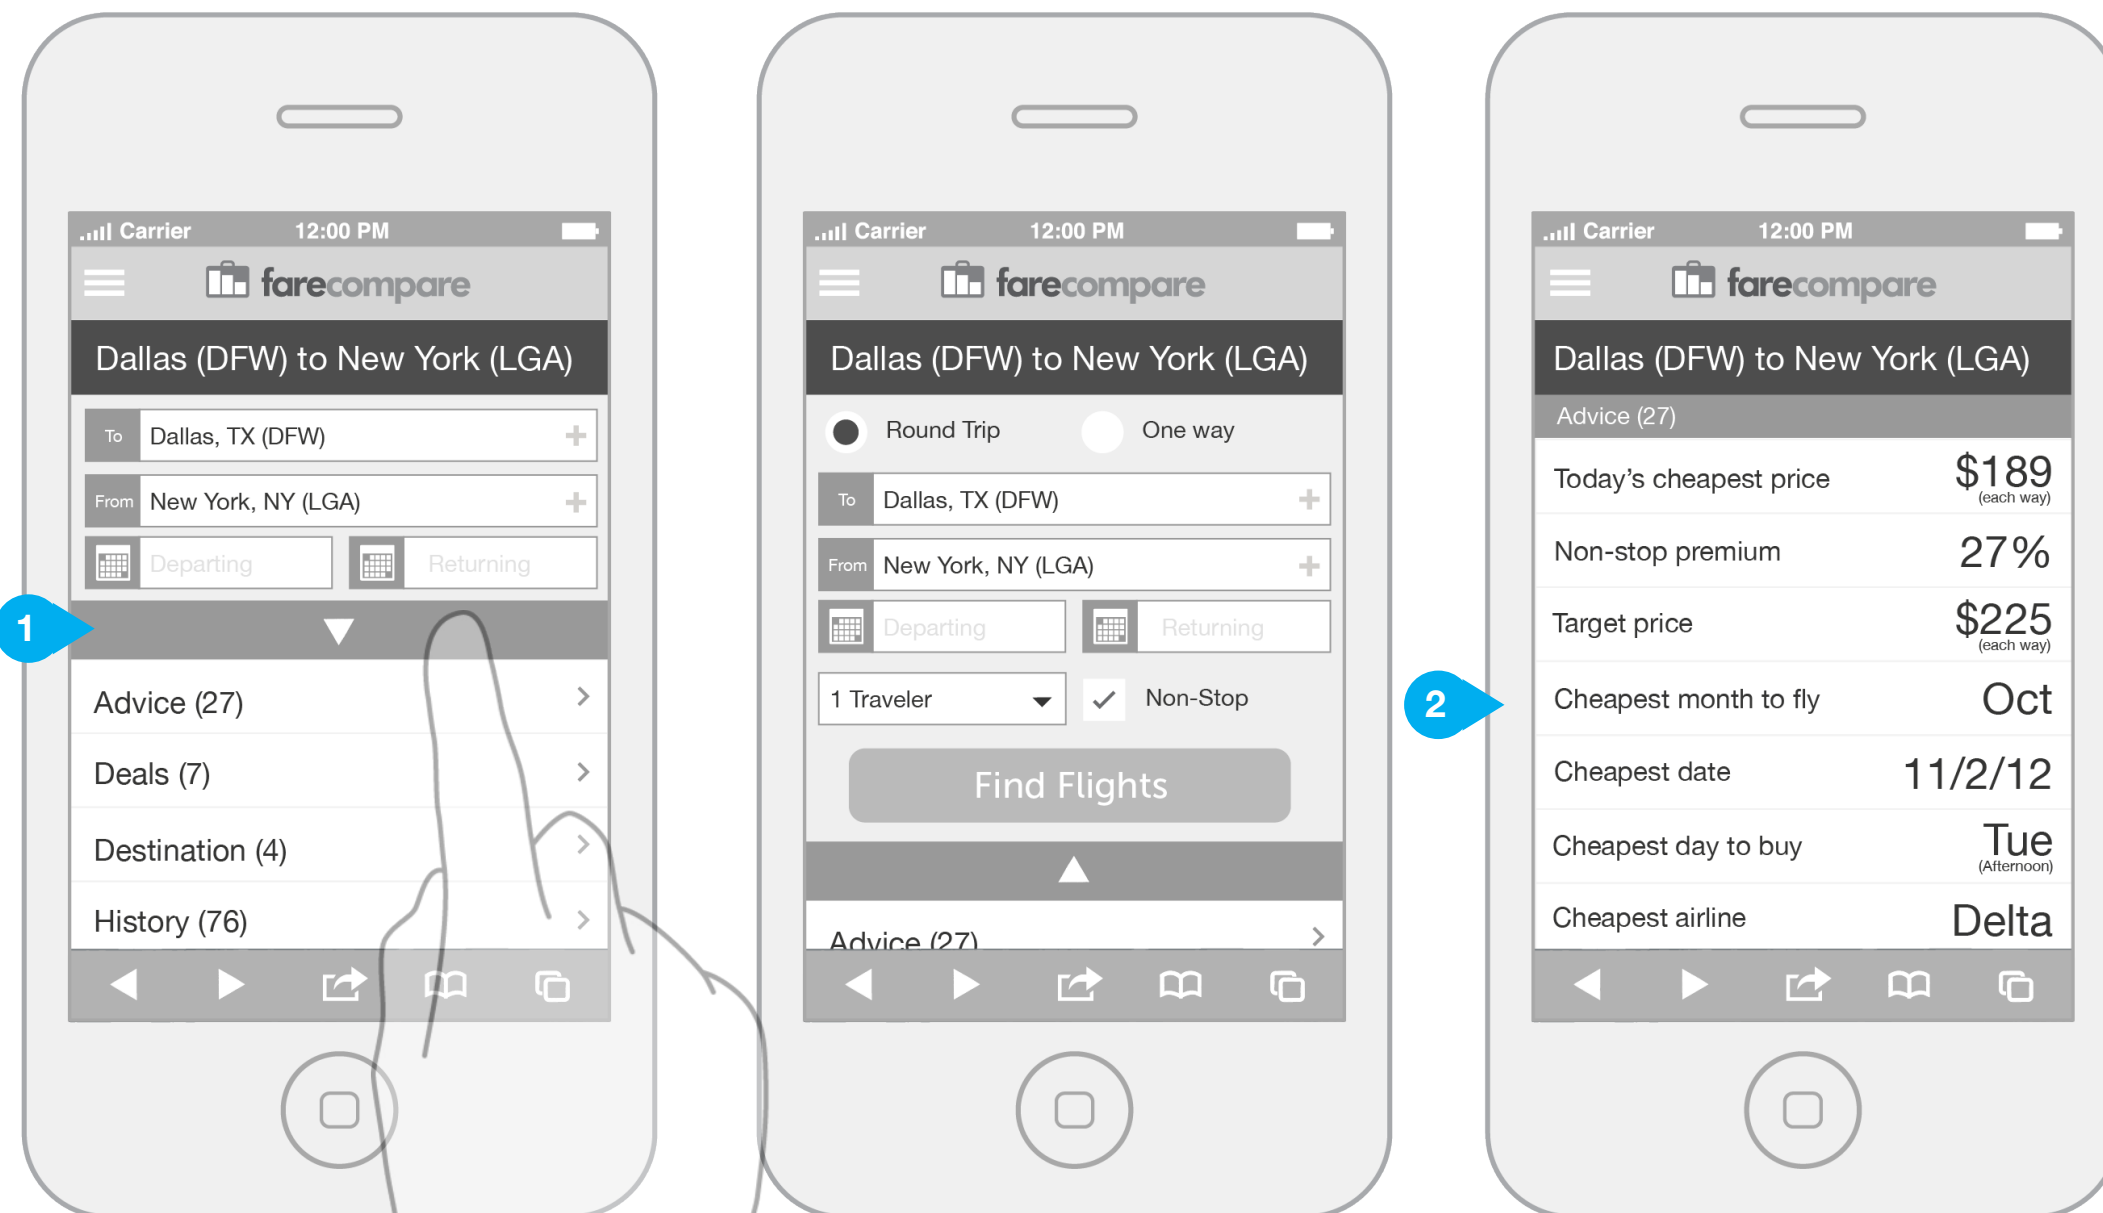 Carrier 12:00 PM
farecompare
Dallas (DFW) to New York (LGA)
To Dallas, TX (DFW)
From New York, NY (LGA)
Departing Returning
1
Advice (27)
Deals (7)
Destination (4)
History (76)
Carrier 12:00 PM
farecompare
Dallas (DFW) to New York (LGA)
Round Trip One way
To Dallas, TX (DFW)
From New York, NY (LGA)
Departing Returning
1 Traveler Non-Stop
Find Flights
Advice (27)
2
Carrier 12:00 PM
farecompare
Dallas (DFW) to New York (LGA)
Advice (27)
Today’s cheapest price $189
(each way)
Non-stop premium 27%
Target price $225
(each way)
Cheapest month to fly Oct
Cheapest date 11/2/12
Cheapest day to buy Tue
(Afternoon)
Cheapest airline Delta